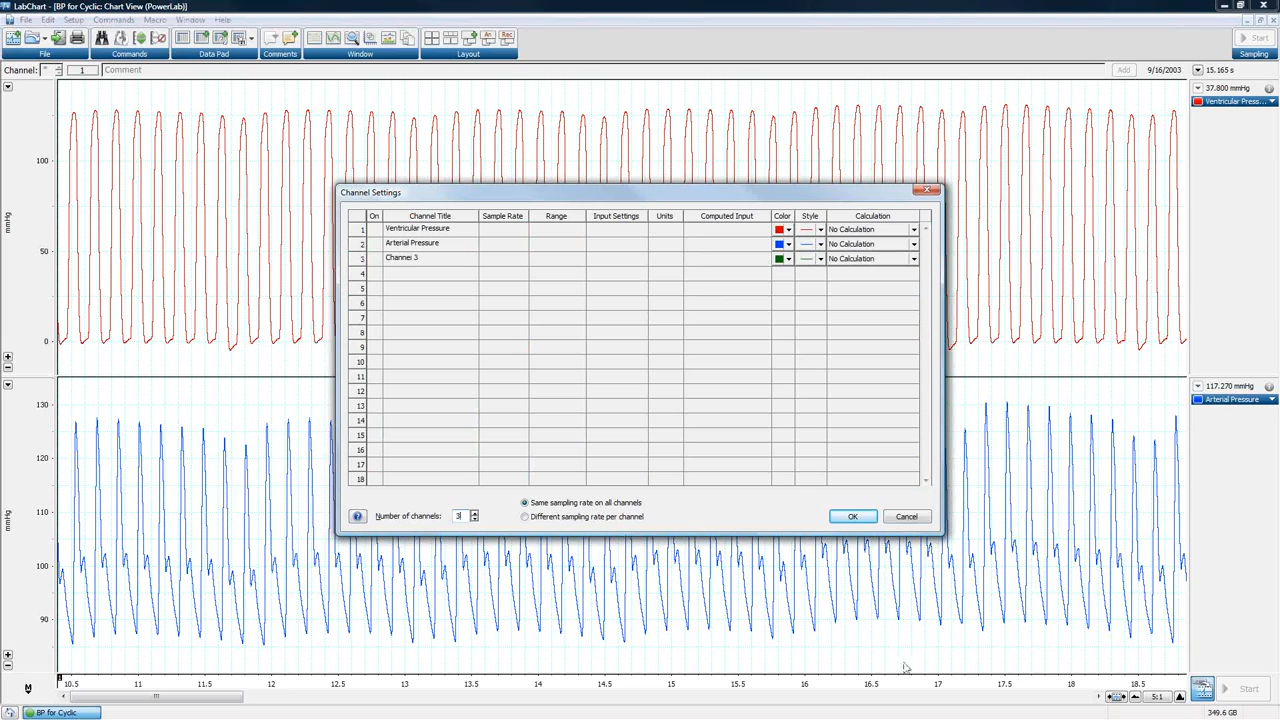 LabChart - [BP for Cyclic: Chart View (PowerLab)]
File Edit Setup Commands Macro Window Help
Start
File Commands Data Pad Comments Window Layout Sampling
Channel: * 1 Comment Add 9/16/2003 15.165 s
37.800 mmHg
Ventricular Press...
100
50
0
mmHg
Channel Settings
On Channel Title Sample Rate Range Input Settings Units Computed Input Color Style Calculation
1 Ventricular Pressure No Calculation
2 Arterial Pressure No Calculation
3 Channel 3 No Calculation
4
5
6
7
8
9
10
11
12
13
14
15
16
17
18
Same sampling rate on all channels
Different sampling rate per channel
Number of channels: 3
OK Cancel
117.270 mmHg
Arterial Pressure
130
120
110
100
90
mmHg
10.5 11 11.5 12 12.5 13 13.5 14 14.5 15 15.5 16 16.5 17 17.5 18 18.5
M 5:1 Start
BP for Cyclic 349.6 GB